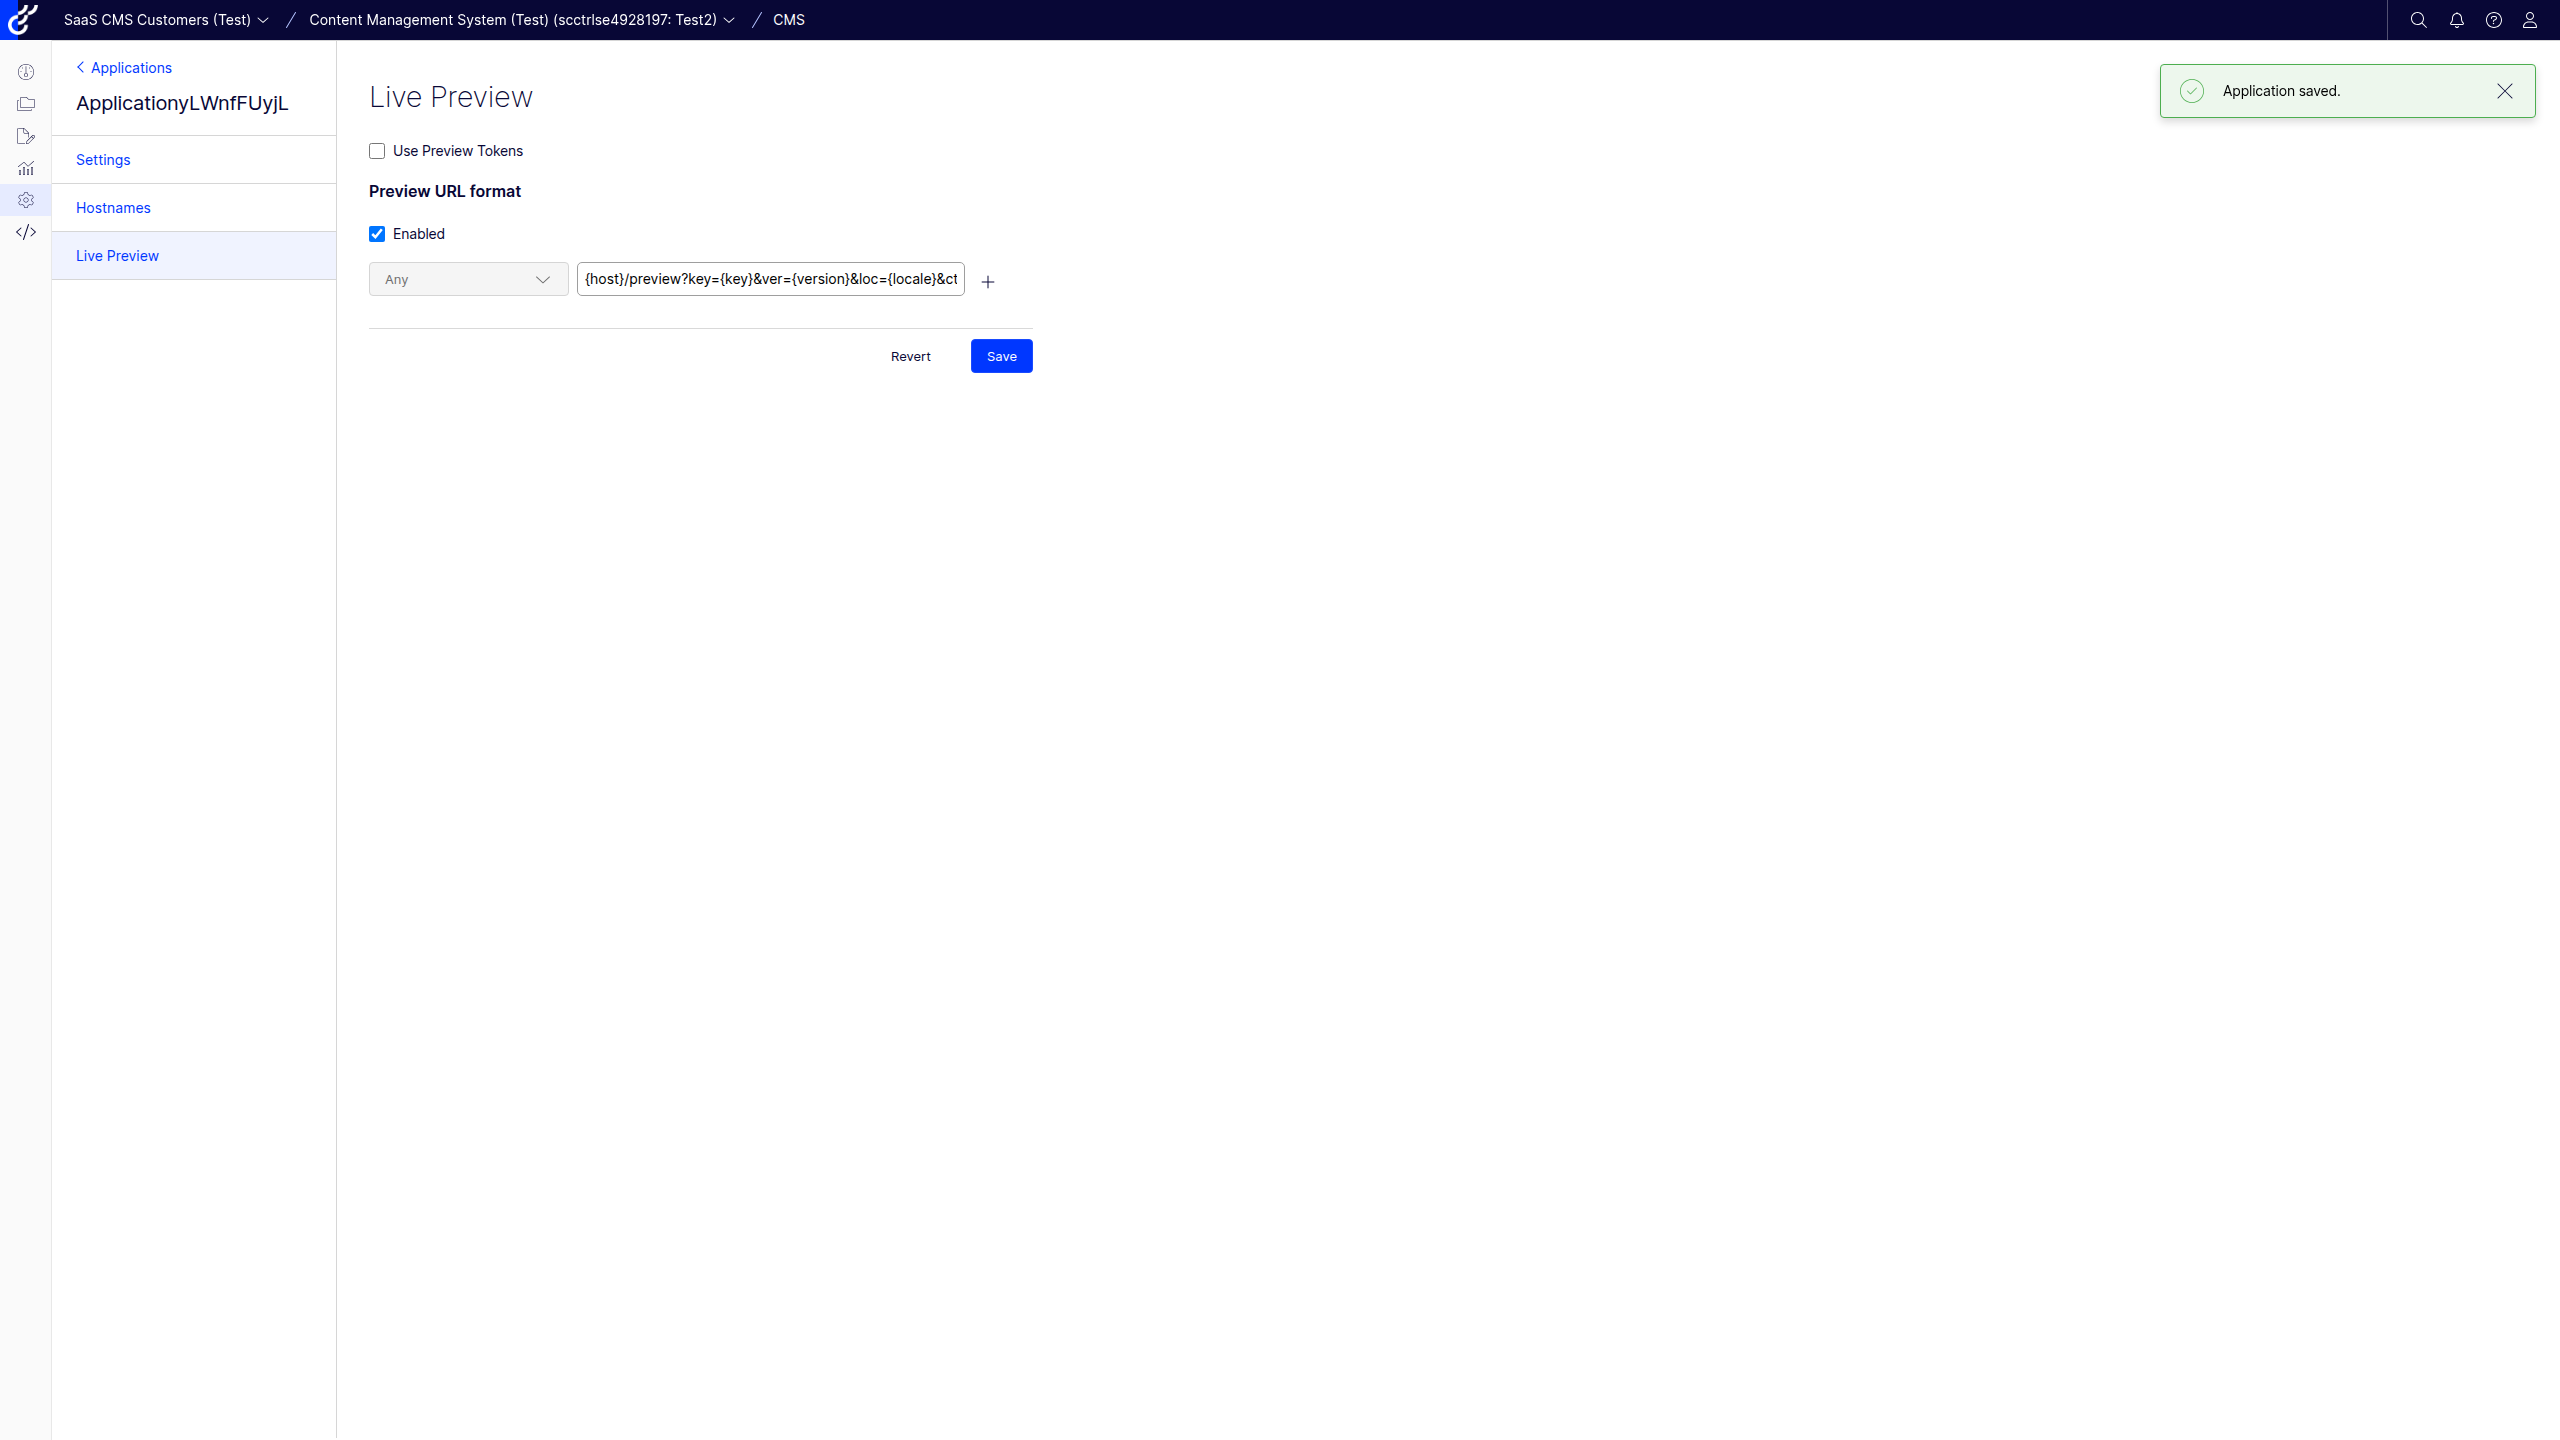 SaaS CMS Customers (Test) / Content Management System (Test) (scctrlse4928197: Test2) / CMS
Applications
ApplicationyLWnfFUyjL
Settings
Hostnames
Live Preview
Live Preview
Use Preview Tokens
Preview URL format
Enabled
Any {host}/preview?key={key}&ver={version}&loc={locale}&ct
Revert Save
Application saved.